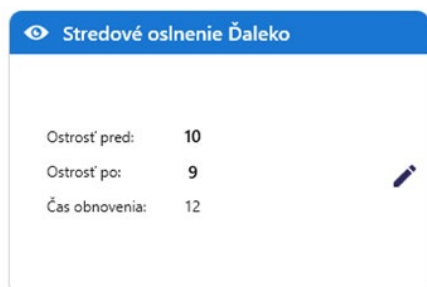 Stredové oslnenie Ďaleko
Ostrosť pred: 10
Ostrosť po: 9
Čas obnovenia: 12